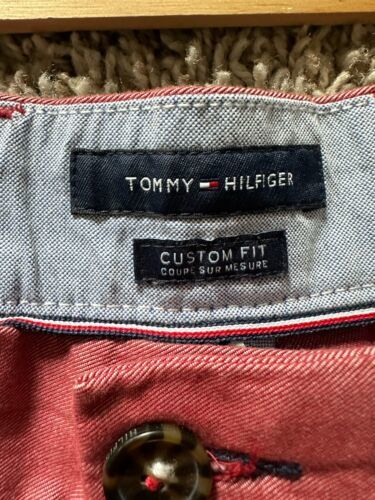 TOMMY HILFIGER
CUSTOM FIT
COUPE SUR MESURE